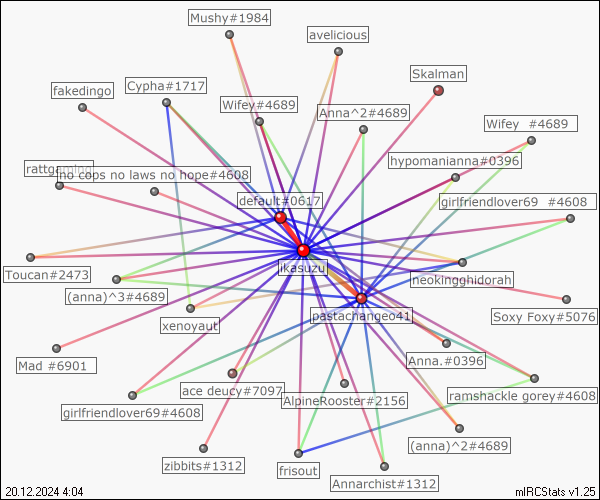 Mushy#1984
avelicious
Skalman
fakedingo
Cypha#1717
Wifey #4689
Anna^2#4689
Wifey  #4689
hypomanianna#0396
no cops no laws no hope#4608
default#0617
girlfriendlover69  #4608
ikasuzu
Toucan#2473
neokingghidorah
(anna)^3#4689
xenoyaut
pastachangeo41
Soxy Foxy#5076
Mad #6901
Anna.#0396
ace deucy#7097
AlpineRooster#2156
ramshackle gorey#4608
girlfriendlover69#4608
(anna)^2#4689
zibbits#1312
frisout
Annarchist#1312
20.12.2024 4:04
mIRCStats v1.25